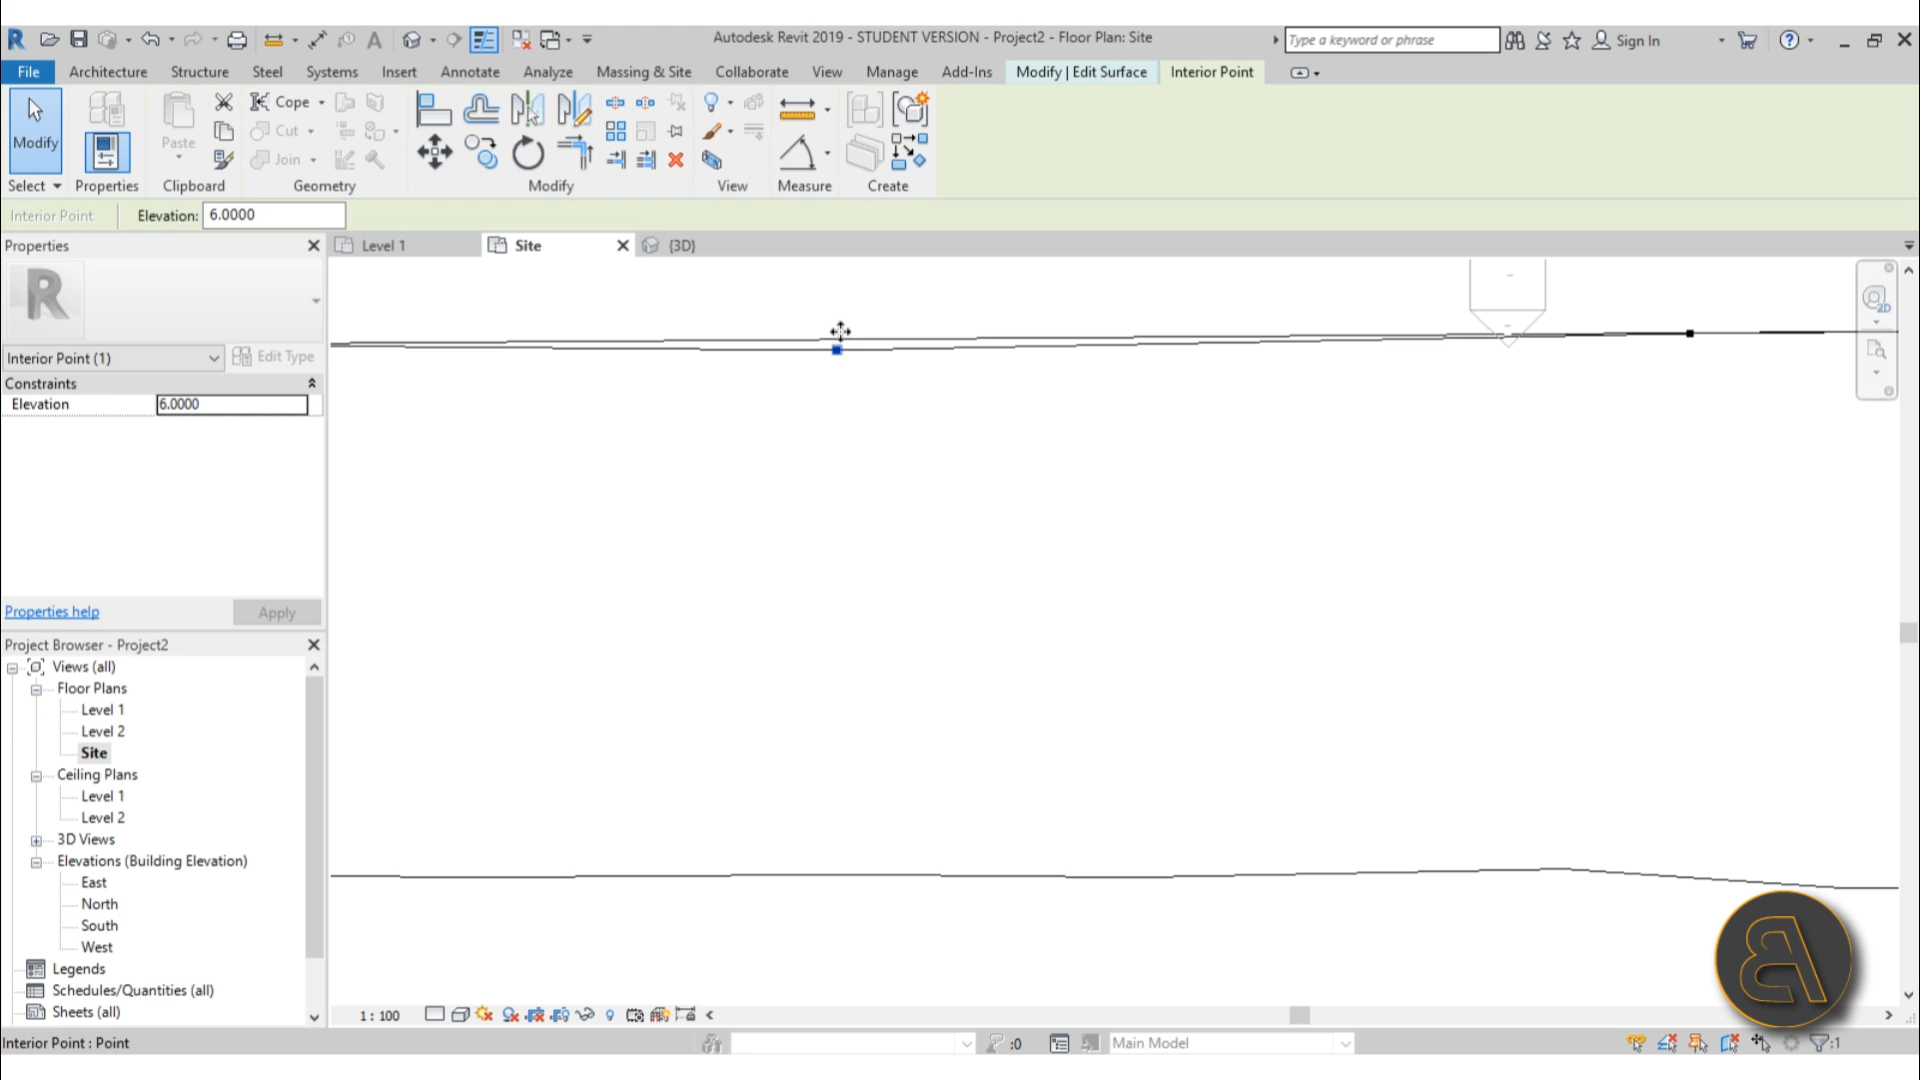 Autodesk Revit 2019 - STUDENT VERSION - Project2 - Floor Plan: Site
Type a keyword or phrase
Sign In
File Architecture Structure Steel Systems Insert Annotate Analyze Massing & Site Collaborate View Manage Add-Ins Modify | Edit Surface Interior Point
Modify
Paste
Cope
Cut
Join
Select Properties Clipboard Geometry Modify View Measure Create
Interior Point Elevation: 6.0000
Properties
Level 1 Site {3D}
2D
R
Interior Point (1) Edit Type
Constraints
Elevation 6.0000
Properties help Apply
Project Browser - Project2
Views (all)
Floor Plans
Level 1
Level 2
Site
Ceiling Plans
Level 1
Level 2
3D Views
Elevations (Building Elevation)
East
North
South
West
Legends
Schedules/Quantities (all)
Sheets (all)
1 : 100
Interior Point : Point
:0
Main Model
:1